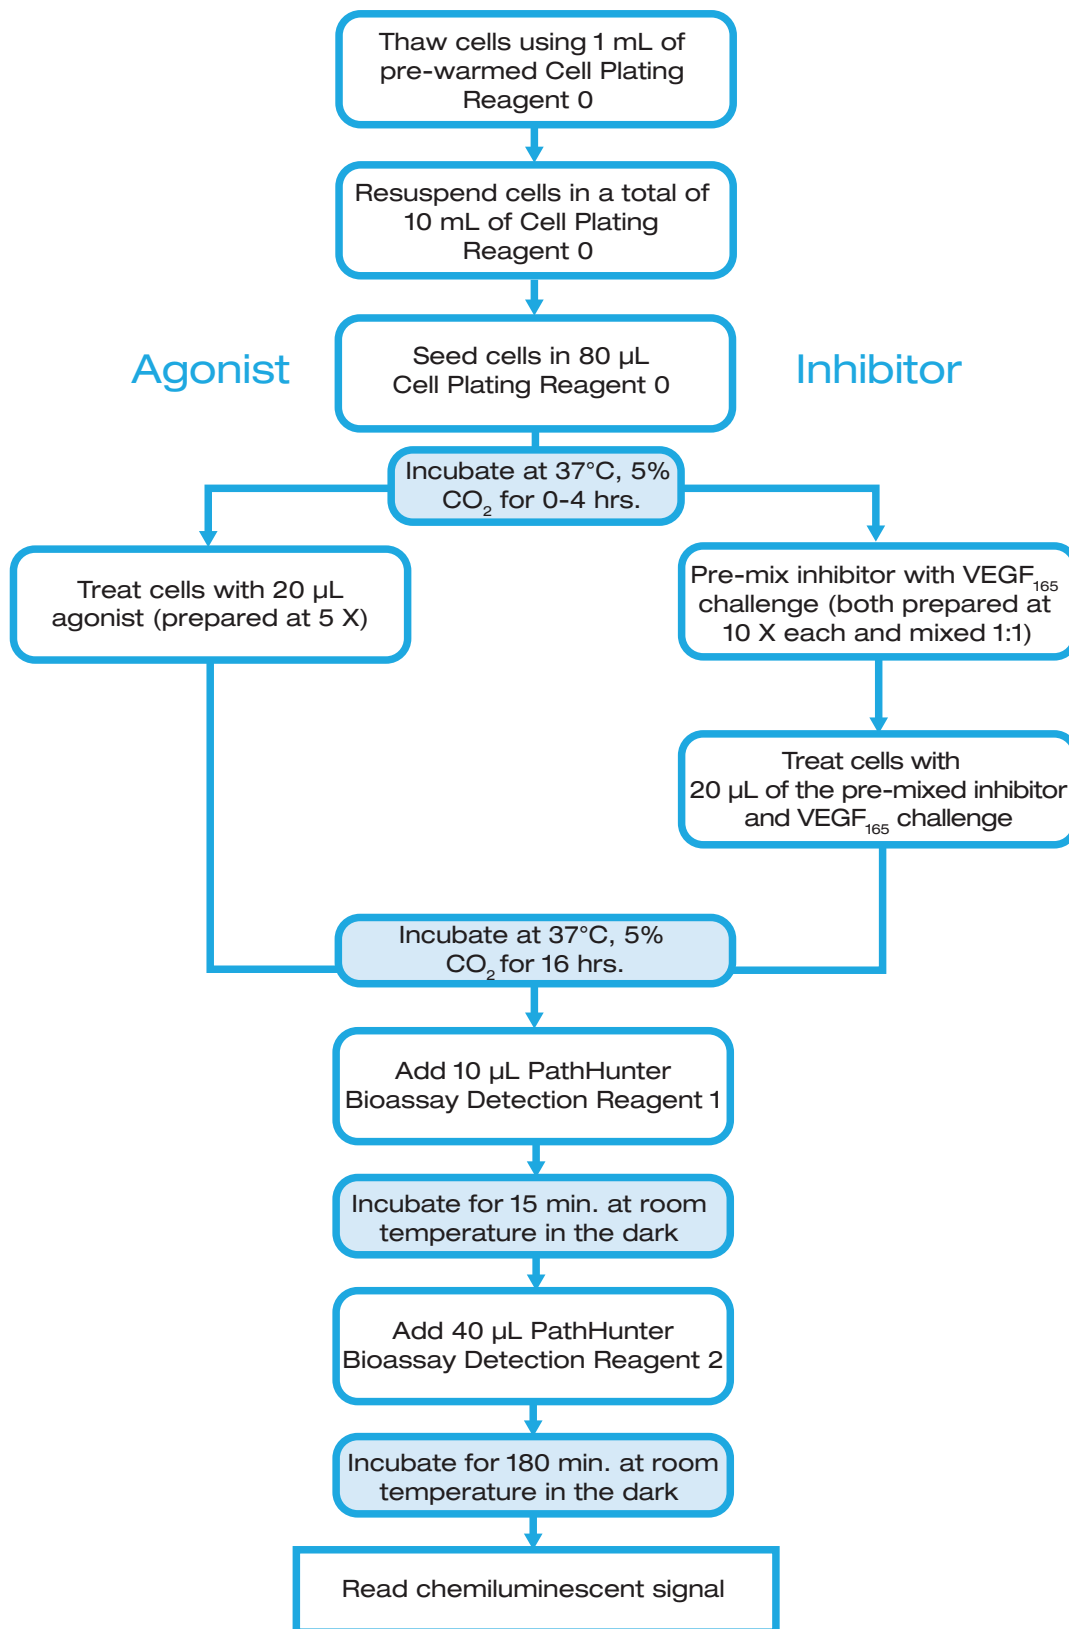 Thaw cells using 1 mL of
pre-warmed Cell Plating
Reagent 0
Resuspend cells in a total of
10 mL of Cell Plating
Reagent 0
Agonist
Seed cells in 80 µL
Cell Plating Reagent 0
Inhibitor
Incubate at 37°C, 5%
CO₂ for 0-4 hrs.
Treat cells with 20 µL
agonist (prepared at 5 X)
Pre-mix inhibitor with VEGF₁₆₅
challenge (both prepared at
10 X each and mixed 1:1)
Treat cells with
20 µL of the pre-mixed inhibitor
and VEGF₁₆₅ challenge
Incubate at 37°C, 5%
CO₂ for 16 hrs.
Add 10 µL PathHunter
Bioassay Detection Reagent 1
Incubate for 15 min. at room
temperature in the dark
Add 40 µL PathHunter
Bioassay Detection Reagent 2
Incubate for 180 min. at room
temperature in the dark
Read chemiluminescent signal